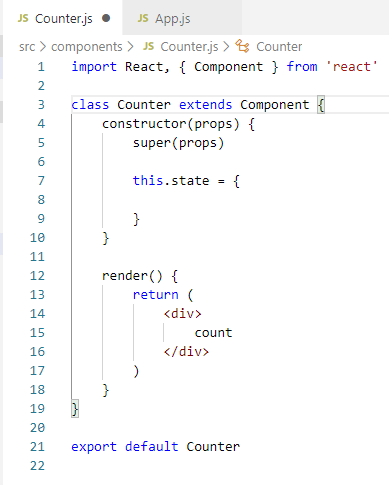 JS Counter.js ● JS App.js
src > components > JS Counter.js > Counter
1 import React, { Component } from 'react'
2
3 class Counter extends Component {
4     constructor(props) {
5         super(props)
6
7         this.state = {
8
9         }
10     }
11
12     render() {
13         return (
14             <div>
15                 count
16             </div>
17         )
18     }
19 }
20
21 export default Counter
22